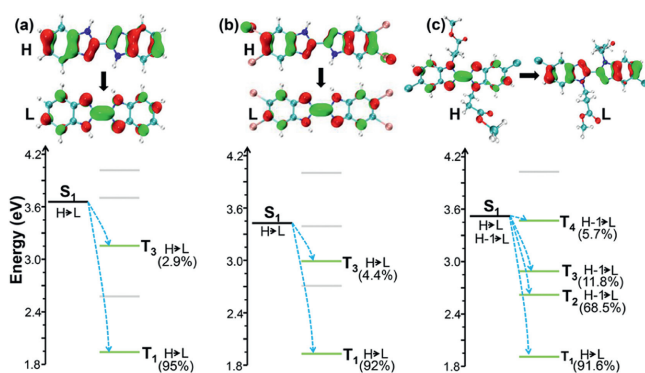 (a)
H
L
(b)
H
L
(c)
H
L
Energy (eV)
4.2
3.6
3.0
2.4
1.8
S1
H→L
T3 H→L
(2.9%)
T1 H→L
(95%)
4.2
3.6
3.0
2.4
1.8
S1
H→L
T3 H→L
(4.4%)
T1 H→L
(92%)
4.2
3.6
3.0
2.4
1.8
S1
H→L
H-1→L
T4 H-1→L
(5.7%)
T3 H-1→L
(11.8%)
T2 H-1→L
(68.5%)
T1 H→L
(91.6%)